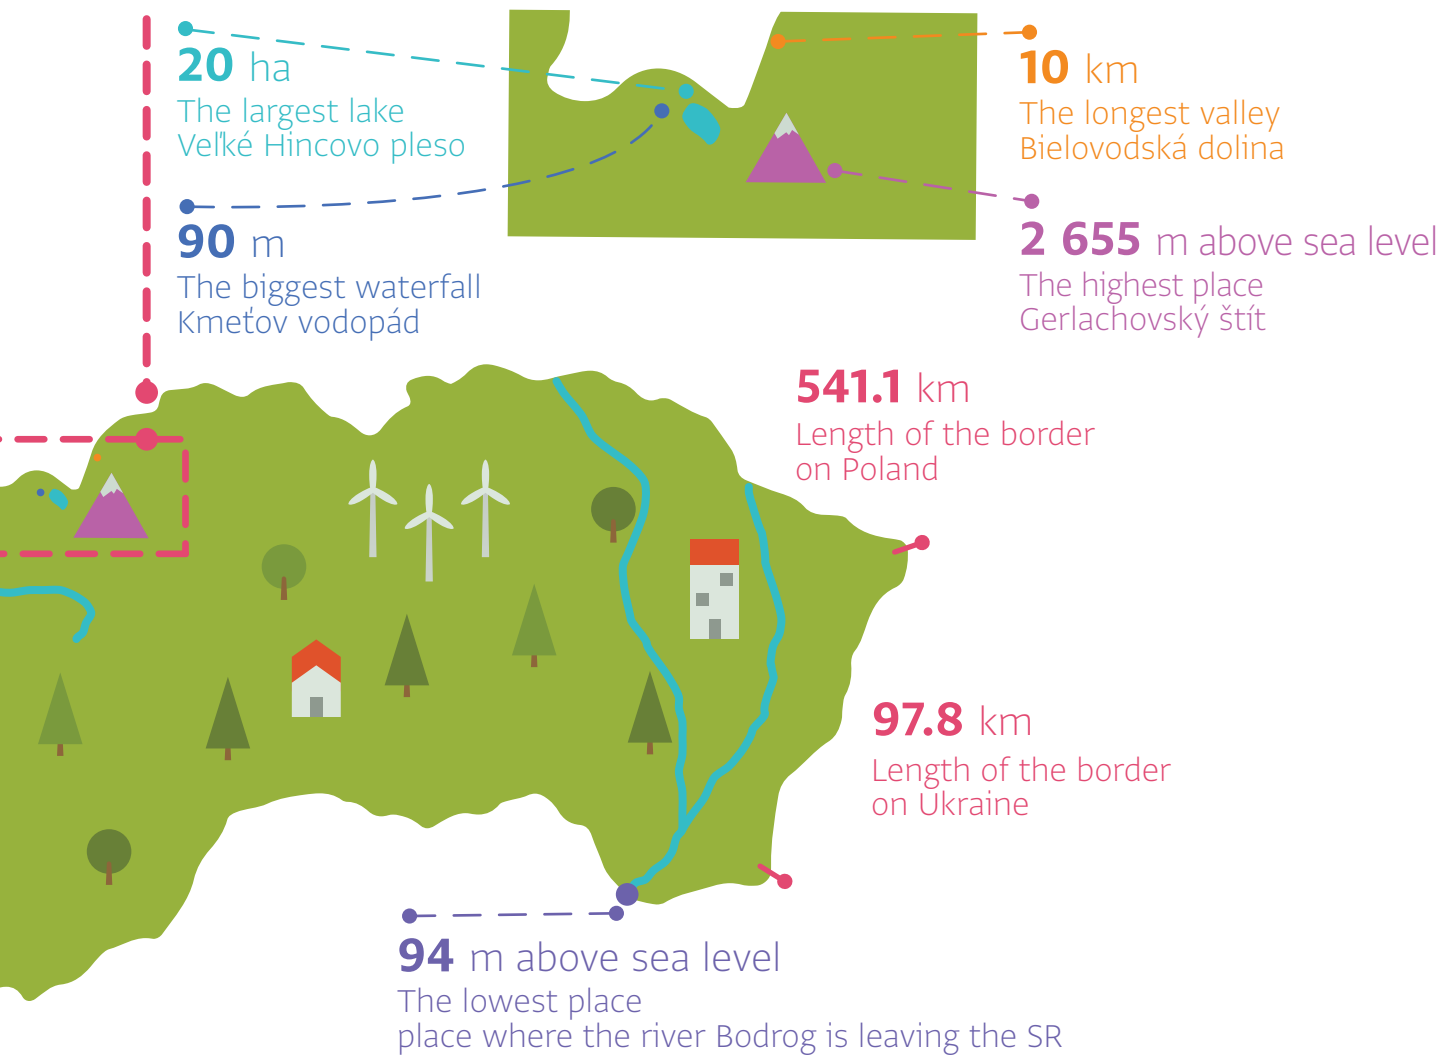 20 ha
The largest lake
Veľké Hincovo pleso
90 m
The biggest waterfall
Kmeťov vodopád
10 km
The longest valley
Bielovodská dolina
2 655 m above sea level
The highest place
Gerlachovský štít
541.1 km
Length of the border
on Poland
97.8 km
Length of the border
on Ukraine
94 m above sea level
The lowest place
place where the river Bodrog is leaving the SR